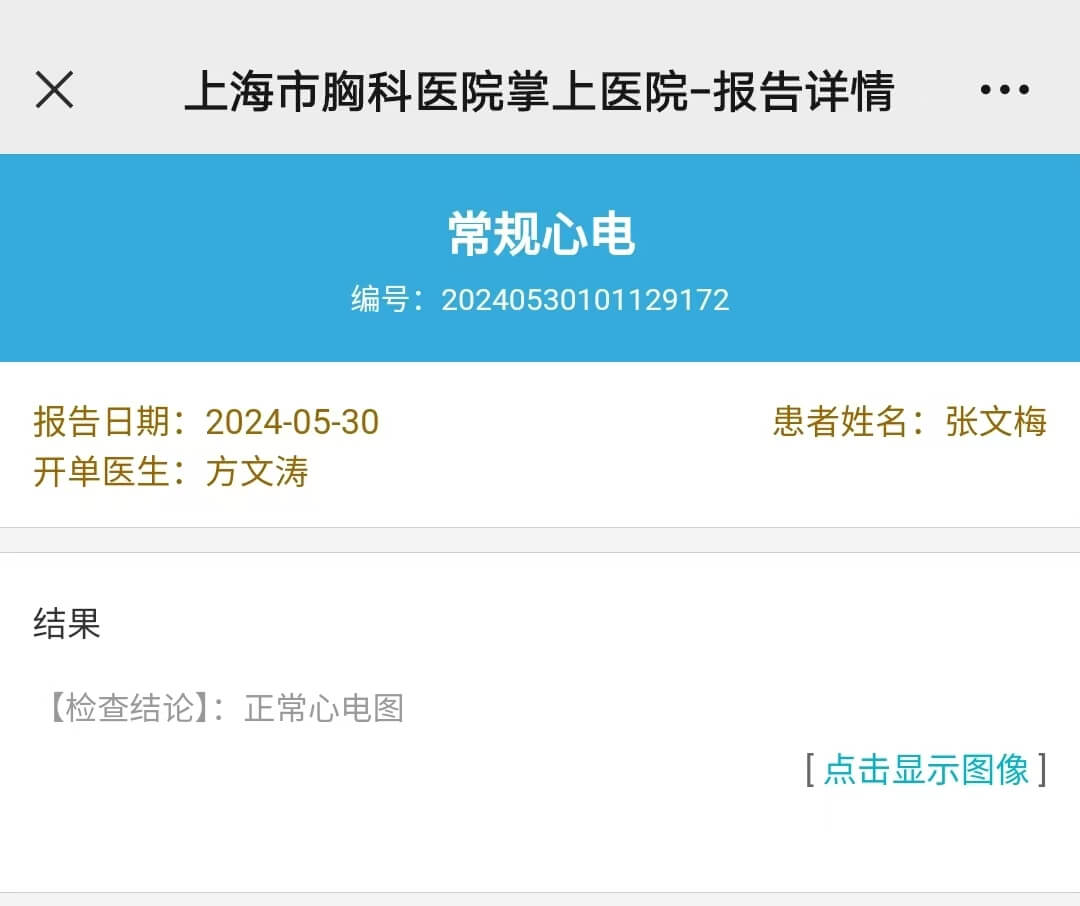 上海市胸科医院掌上医院-报告详情
常规心电
编号：20240530101129172
报告日期：2024-05-30 患者姓名：张文梅
开单医生：方文涛
结果
【检查结论】：正常心电图
[点击显示图像]